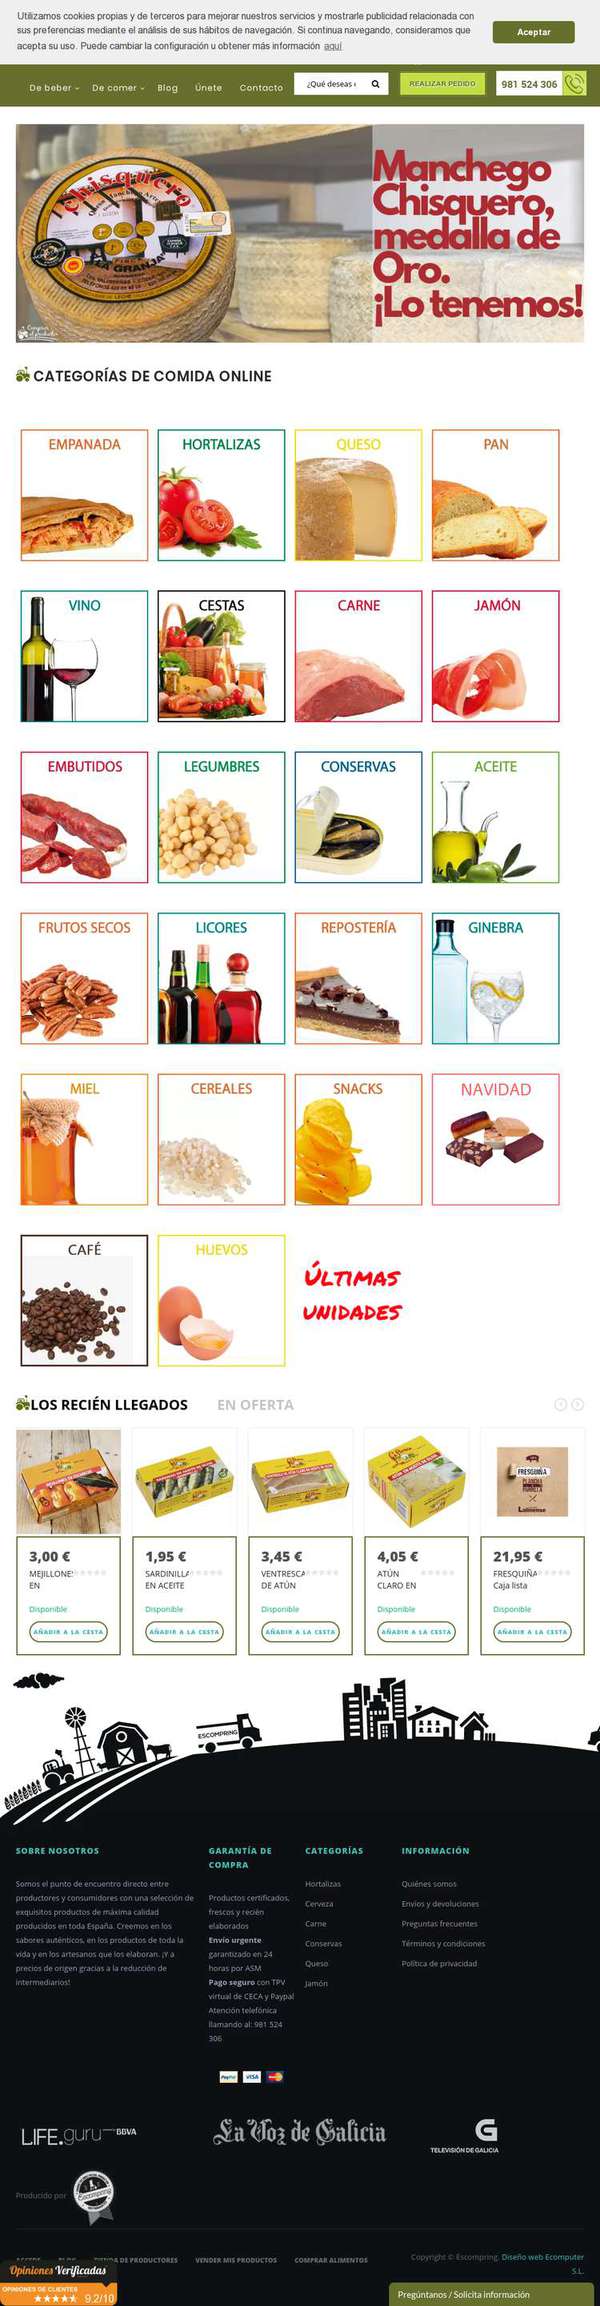 Utilizamos cookies propias y de terceros para mejorar nuestros servicios y mostrarle publicidad relacionada con
sus preferencias mediante el análisis de sus hábitos de navegación. Si continua navegando, consideramos que
acepta su uso. Puede cambiar la configuración u obtener más información aquí
Aceptar
De beber
De comer
Blog
Únete
Contacto
¿Qué deseas
REALIZAR PEDIDO
981 524 306
Chisquero
LA GRANJA
Manchego
Chisquero,
medalla de
Oro.
¡Lo tenemos!
CATEGORÍAS DE COMIDA ONLINE
EMPANADA
HORTALIZAS
QUESO
PAN
VINO
CESTAS
CARNE
JAMÓN
EMBUTIDOS
LEGUMBRES
CONSERVAS
ACEITE
FRUTOS SECOS
LICORES
REPOSTERÍA
GINEBRA
MIEL
CEREALES
SNACKS
NAVIDAD
CAFÉ
HUEVOS
ÚLTIMAS
UNIDADES
LOS RECIÉN LLEGADOS
EN OFERTA
FRESQUIÑA
PLANCHA
PARRILLA
Lalinense
3,00 €
MEJILLONES
EN
Disponible
AÑADIR A LA CESTA
1,95 €
SARDINILLA
EN ACEITE
Disponible
AÑADIR A LA CESTA
3,45 €
VENTRESCA
DE ATÚN
Disponible
AÑADIR A LA CESTA
4,05 €
ATÚN
CLARO EN
Disponible
AÑADIR A LA CESTA
21,95 €
FRESQUIÑA
Caja lista
Disponible
AÑADIR A LA CESTA
ESCOMPRING
SOBRE NOSOTROS
Somos el punto de encuentro directo entre
productores y consumidores con una selección de
exquisitos productos de máxima calidad
producidos en toda España. Creemos en los
sabores auténticos, en los productos de toda la
vida y en los artesanos que los elaboran. ¡Y a
precios de origen gracias a la reducción de
intermediarios!
GARANTÍA DE
COMPRA
Productos certificados,
frescos y recién
elaborados
Envío urgente
garantizado en 24
horas por ASM
Pago seguro con TPV
virtual de CECA y Paypal
Atención telefónica
llamando al: 981 524
306
PayPal
VISA
CATEGORÍAS
Hortalizas
Cerveza
Carne
Conservas
Queso
Jamón
INFORMACIÓN
Quiénes somos
Envíos y devoluciones
Preguntas frecuentes
Términos y condiciones
Política de privacidad
LIFE.guru BBVA
La Voz de Galicia
G
TELEVISIÓN DE GALICIA
Producido por
Escompring
ACCEDE
BLOG
TIENDA DE PRODUCTORES
VENDER MIS PRODUCTOS
COMPRAR ALIMENTOS
Copyright © Escompring. Diseño web Ecomputer
S.L.
Opiniones Verificadas
OPINIONES DE CLIENTES
9,2/10
Pregúntanos / Solicita información